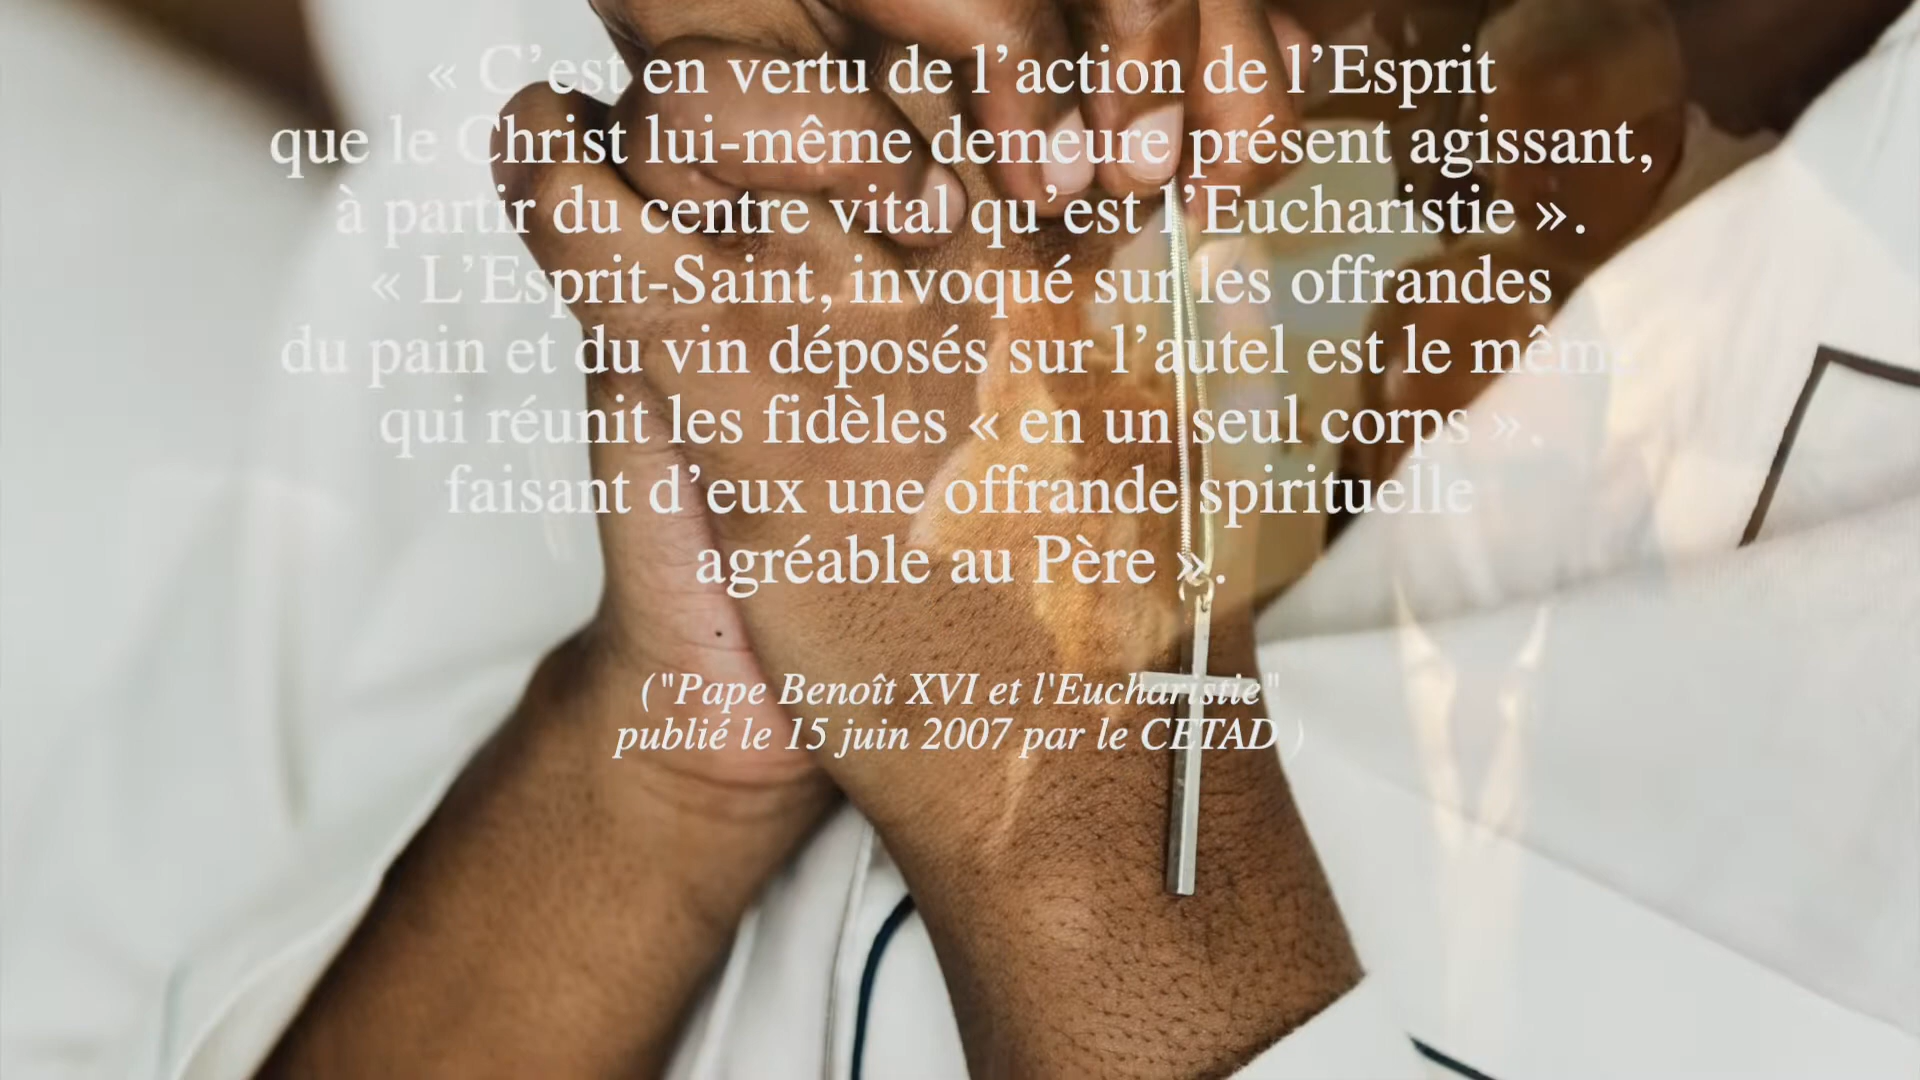 « C’est en vertu de l’action de l’Esprit
que le Christ lui-même demeure présent agissant,
à partir du centre vital qu’est l’Eucharistie ».
« L’Esprit-Saint, invoqué sur les offrandes
du pain et du vin déposés sur l’autel est le même
qui réunit les fidèles « en un seul corps ».
faisant d’eux une offrande spirituelle
agréable au Père ».
("Pape Benoît XVI et l'Eucharistie"
publié le 15 juin 2007 par le CETAD )